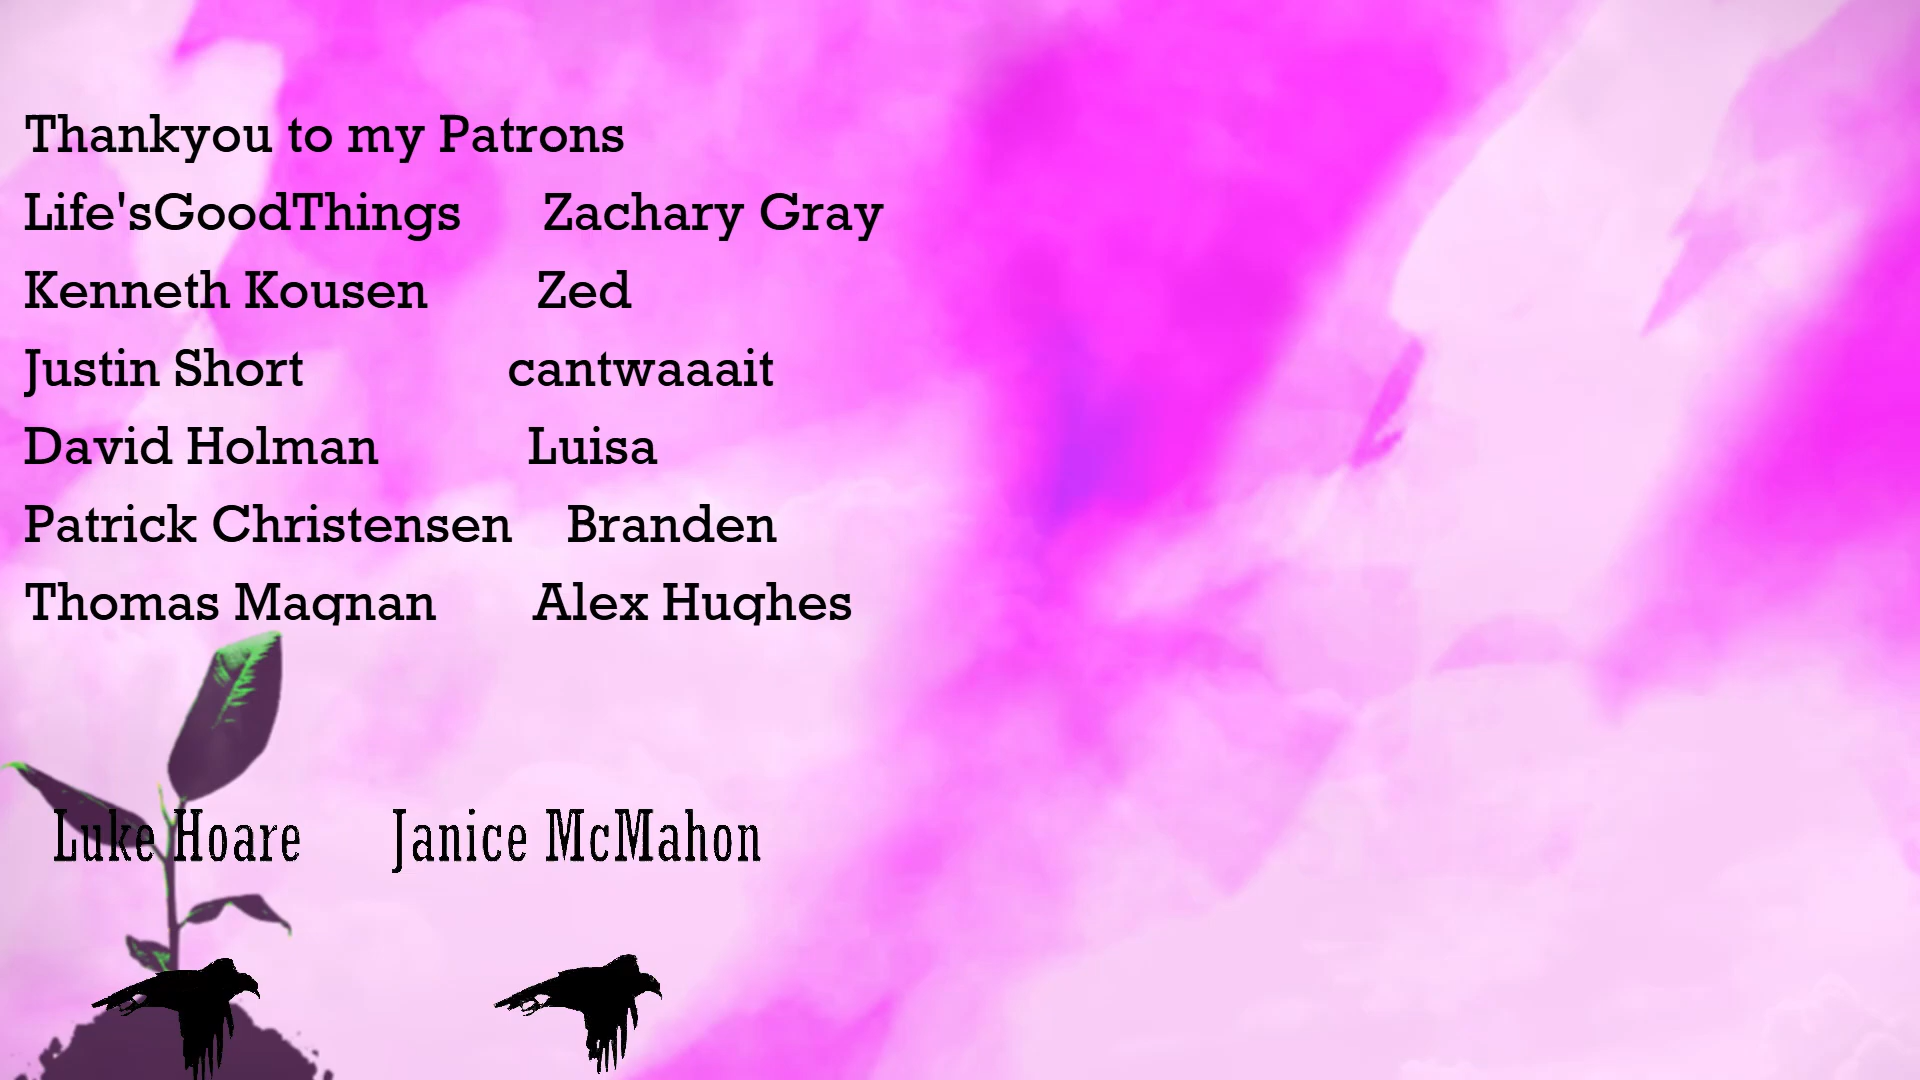 Thankyou to my Patrons
Life'sGoodThings Zachary Gray
Kenneth Kousen Zed
Justin Short cantwaaait
David Holman Luisa
Patrick Christensen Branden
Thomas Magnan Alex Hughes
Luke Hoare Janice McMahon